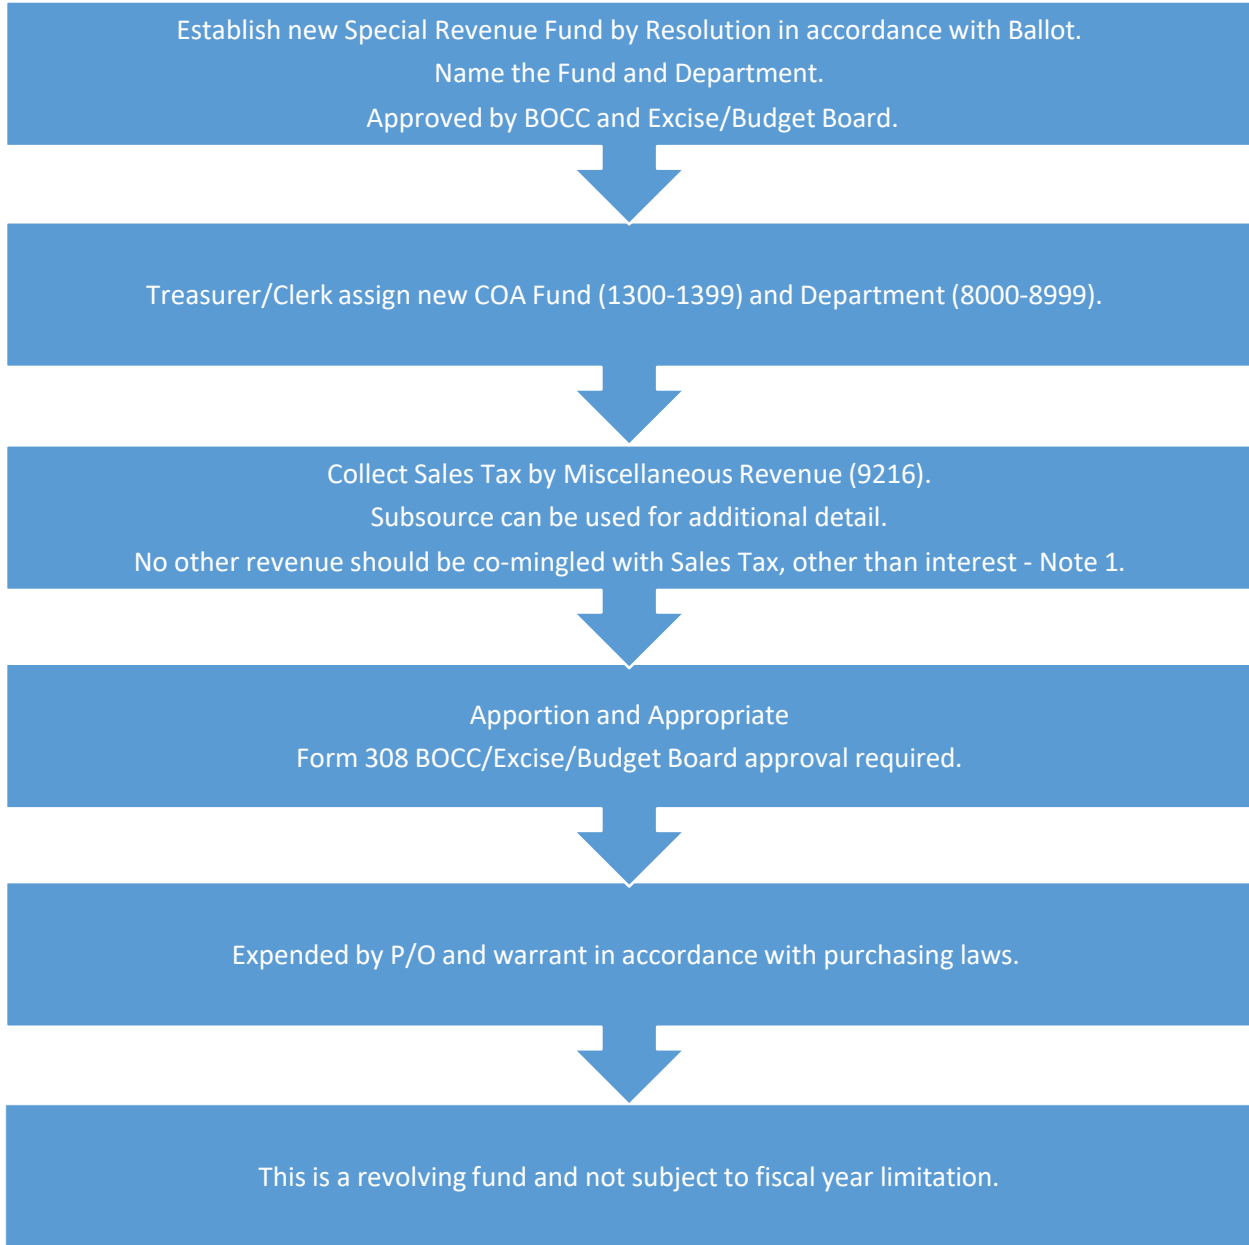 Establish new Special Revenue Fund by Resolution in accordance with Ballot.
Name the Fund and Department.
Approved by BOCC and Excise/Budget Board.
Treasurer/Clerk assign new COA Fund (1300-1399) and Department (8000-8999).
Collect Sales Tax by Miscellaneous Revenue (9216).
Subsource can be used for additional detail.
No other revenue should be co-mingled with Sales Tax, other than interest - Note 1.
Apportion and Appropriate
Form 308 BOCC/Excise/Budget Board approval required.
Expended by P/O and warrant in accordance with purchasing laws.
This is a revolving fund and not subject to fiscal year limitation.